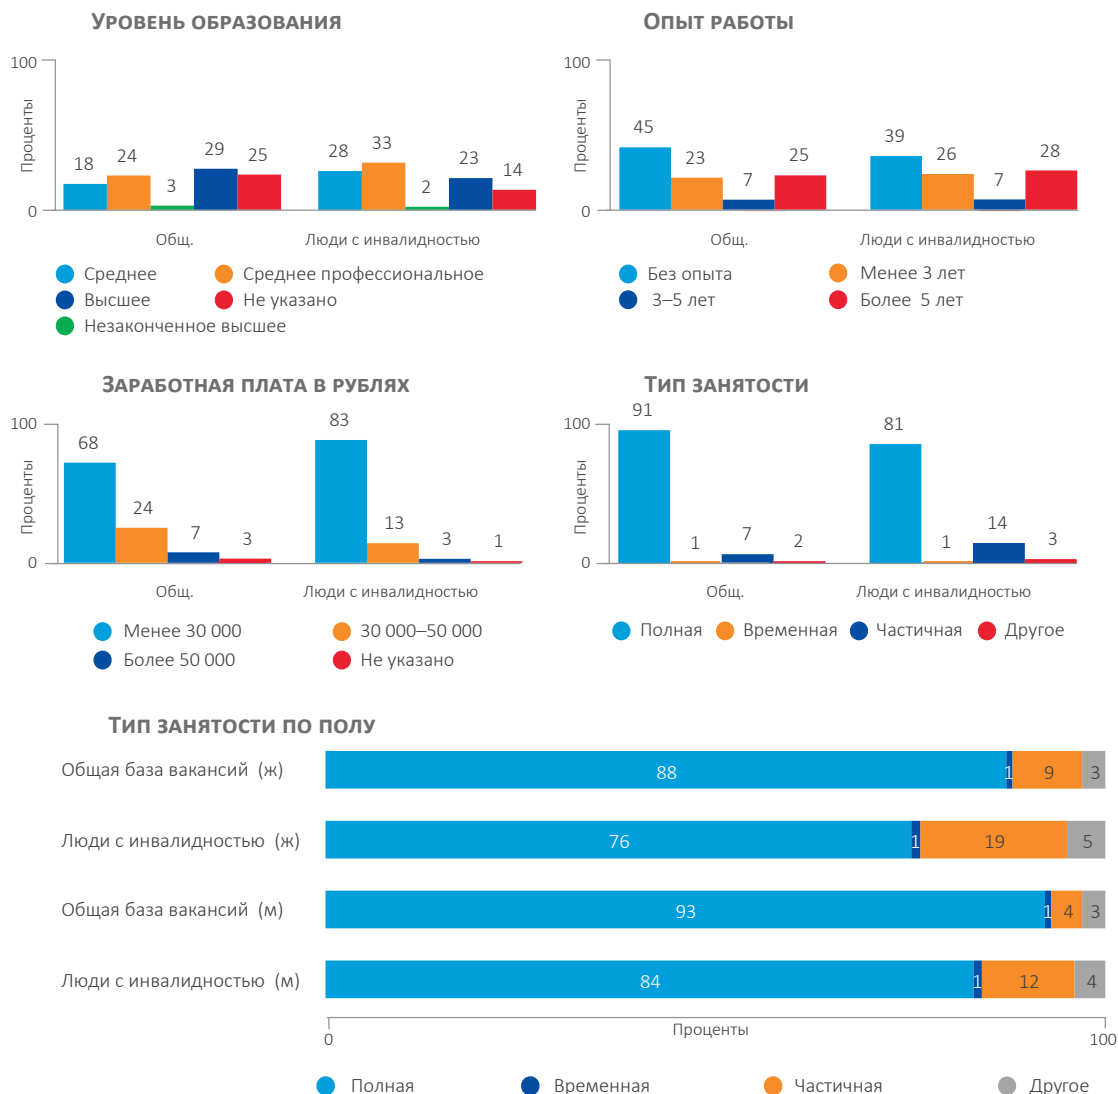 Уровень образования
100
Проценты
0
18 24 3 29 25
28 33 2 23 14
Общ. Люди с инвалидностью
Среднее Среднее профессиональное
Высшее Не указано
Незаконченное высшее
Опыт работы
100
Проценты
0
45 23 7 25
39 26 7 28
Общ. Люди с инвалидностью
Без опыта Менее 3 лет
3–5 лет Более 5 лет
Заработная плата в рублях
100
Проценты
0
68 24 7 3
83 13 3 1
Общ. Люди с инвалидностью
Менее 30 000 30 000–50 000
Более 50 000 Не указано
Тип занятости
100
Проценты
0
91 1 7 2
81 1 14 3
Общ. Люди с инвалидностью
Полная Временная Частичная Другое
Тип занятости по полу
Общая база вакансий (ж) 88 1 9 3
Люди с инвалидностью (ж) 76 1 19 5
Общая база вакансий (м) 93 1 4 3
Люди с инвалидностью (м) 84 1 12 4
0 Проценты 100
Полная Временная Частичная Другое